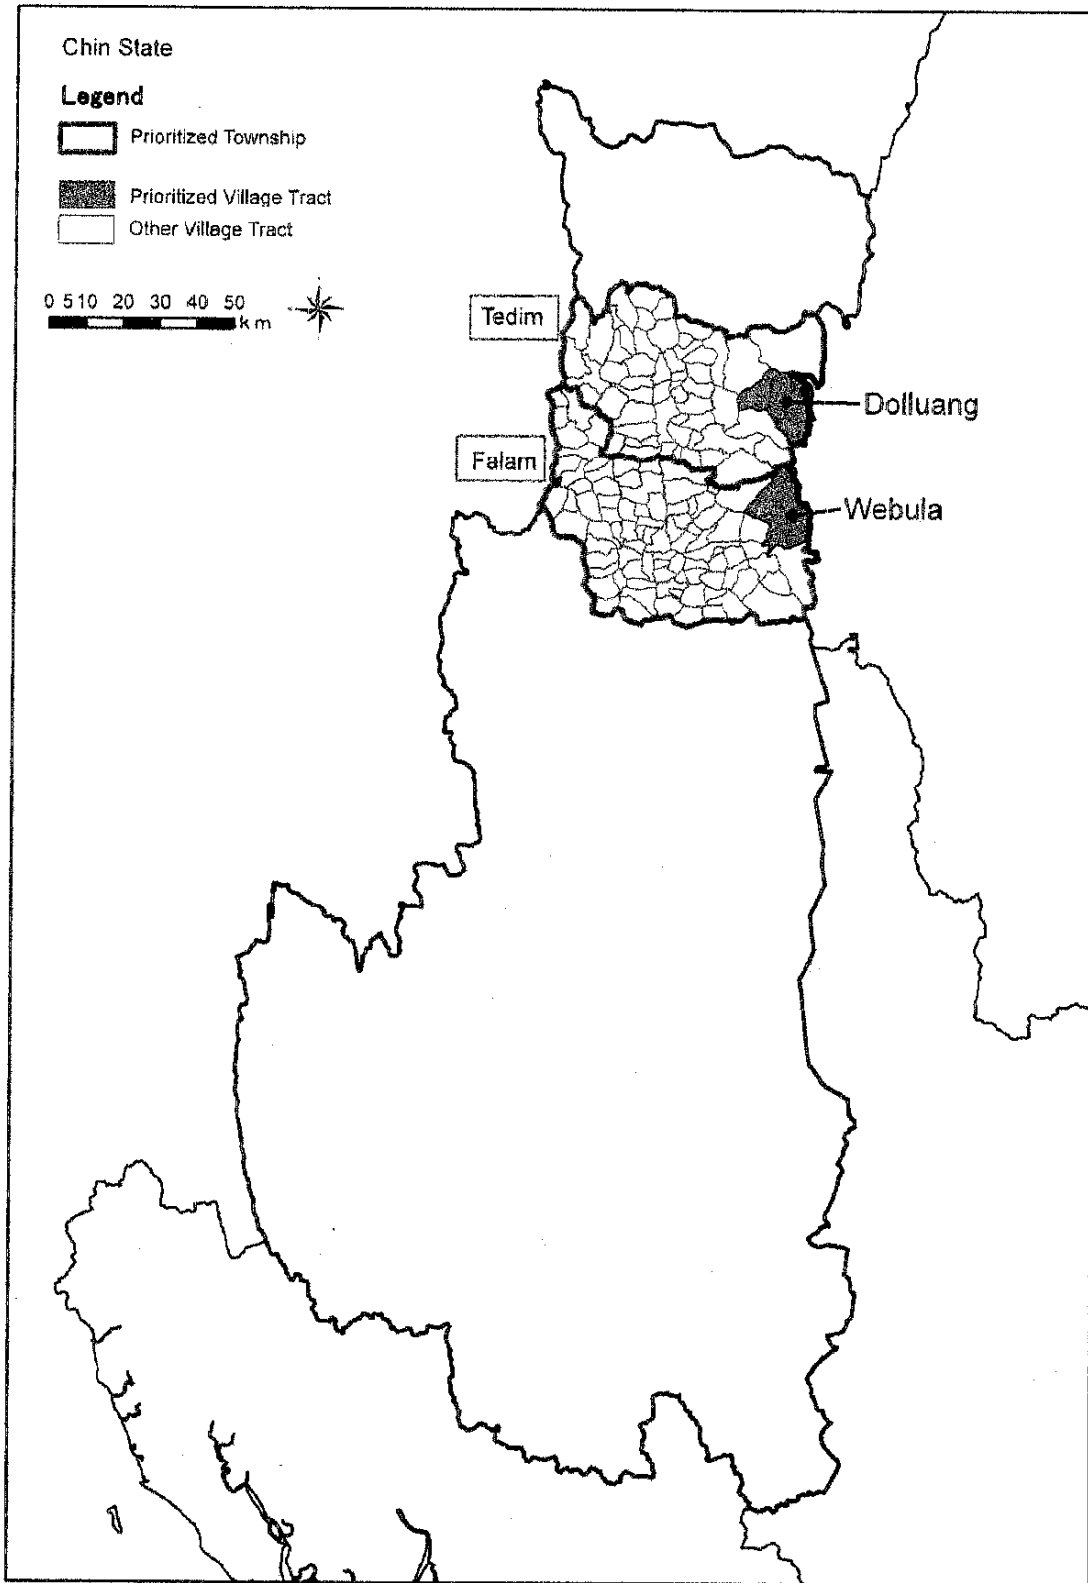 Chin State
Legend
Prioritized Township
Prioritized Village Tract
Other Village Tract
0 5 10 20 30 40 50
km
Tedim
Dolluang
Falam
Webula